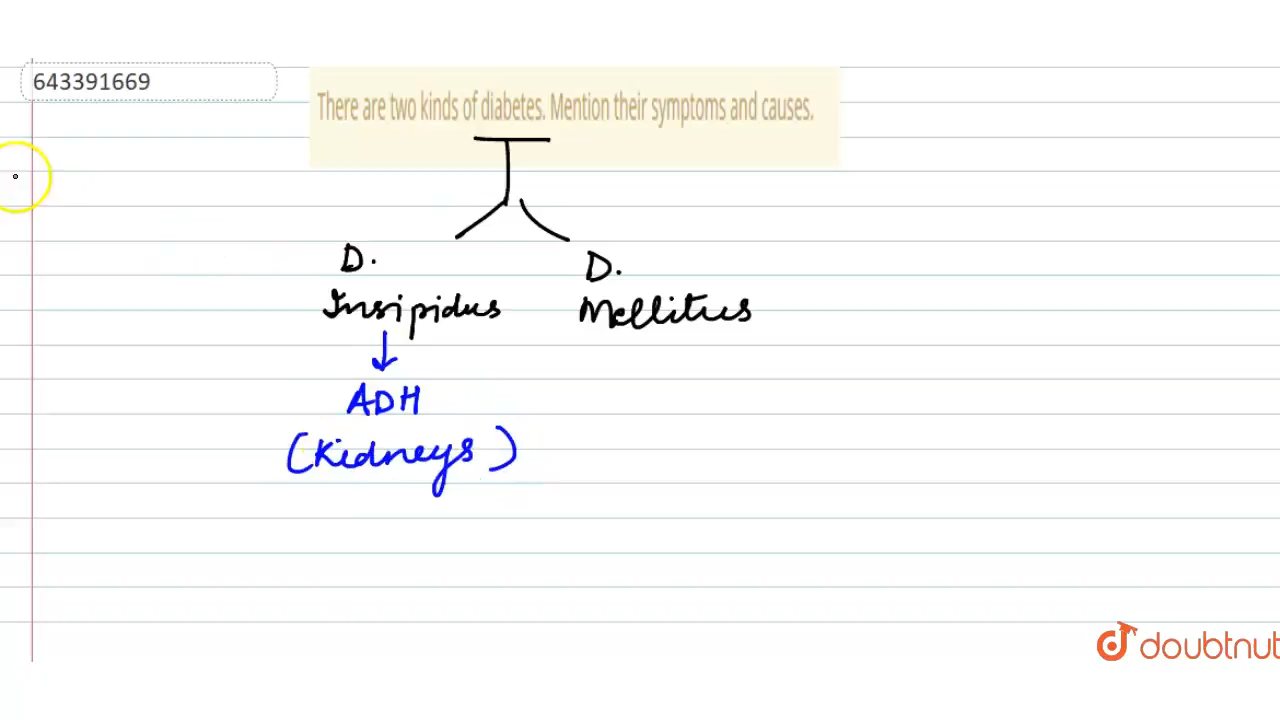 643391669
There are two kinds of diabetes. Mention their symptoms and causes.
D.
Insipidus
D.
Mellitus
ADH
(Kidneys)
doubtnut